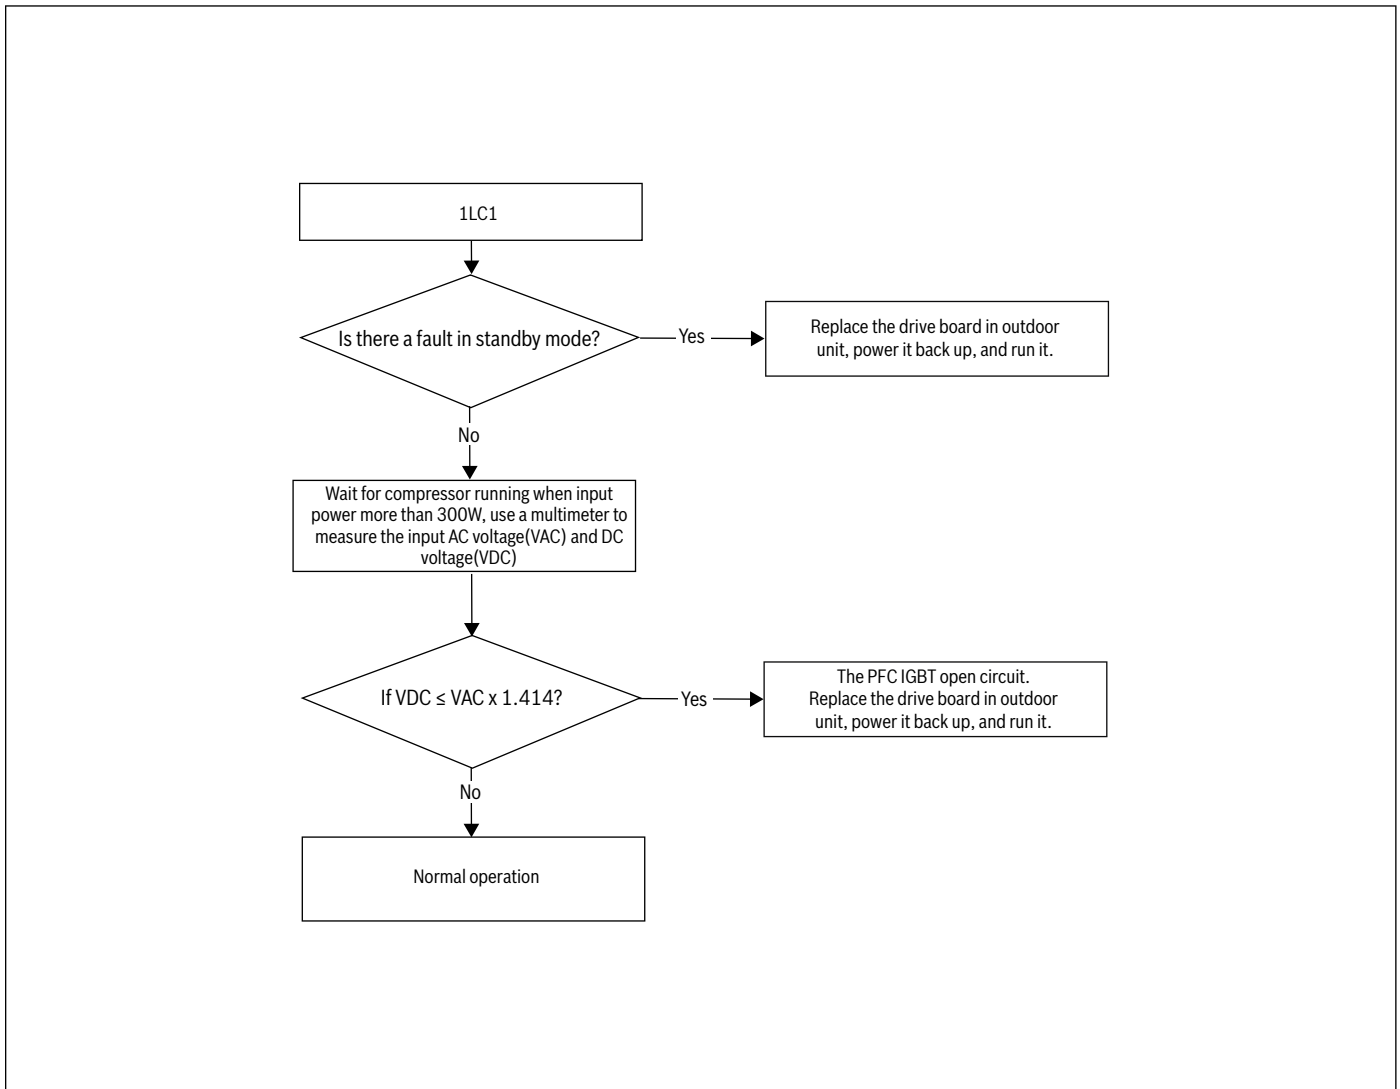 1LC1
Is there a fault in standby mode?
Yes
Replace the drive board in outdoor
unit, power it back up, and run it.
No
Wait for compressor running when input
power more than 300W, use a multimeter to
measure the input AC voltage(VAC) and DC
voltage(VDC)
If VDC ≤ VAC x 1.414?
Yes
The PFC IGBT open circuit.
Replace the drive board in outdoor
unit, power it back up, and run it.
No
Normal operation